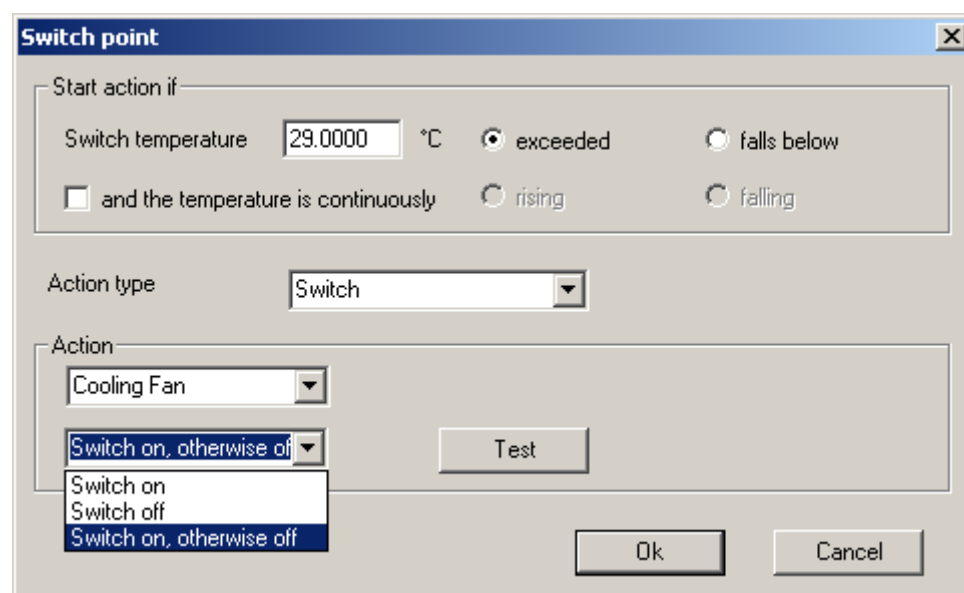 Switch point
Start action if
Switch temperature 29.0000 °C exceeded falls below
and the temperature is continuously rising falling
Action type Switch
Action
Cooling Fan
Switch on, otherwise of Test
Switch on
Switch off
Switch on, otherwise off
Ok Cancel